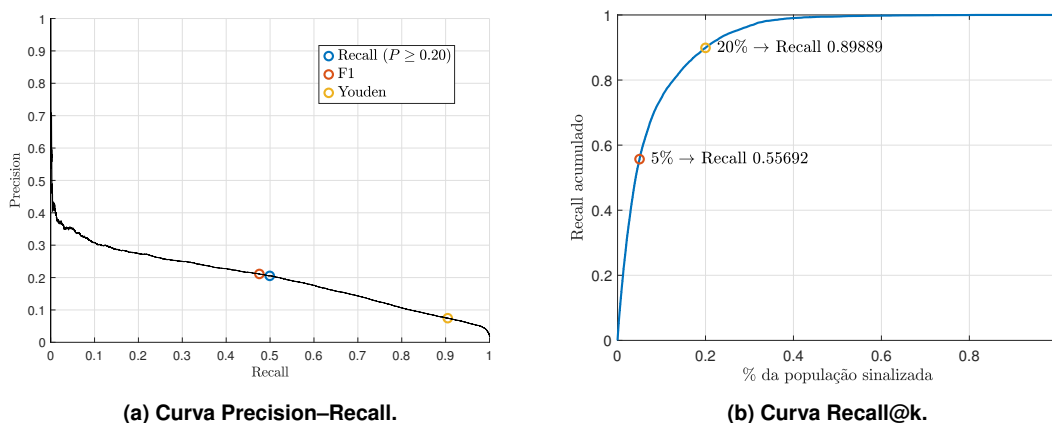 1
0.9
0.8
0.7
0.6
0.5
0.4
0.3
0.2
0.1
0
Precision
Recall (P ≥ 0.20)
F1
Youden
0 0.1 0.2 0.3 0.4 0.5 0.6 0.7 0.8 0.9 1
Recall
(a) Curva Precision–Recall.
1
0.8
0.6
0.4
0.2
0
Recall acumulado
20% → Recall 0.89889
5% → Recall 0.55692
0 0.2 0.4 0.6 0.8
% da população sinalizada
(b) Curva Recall@k.